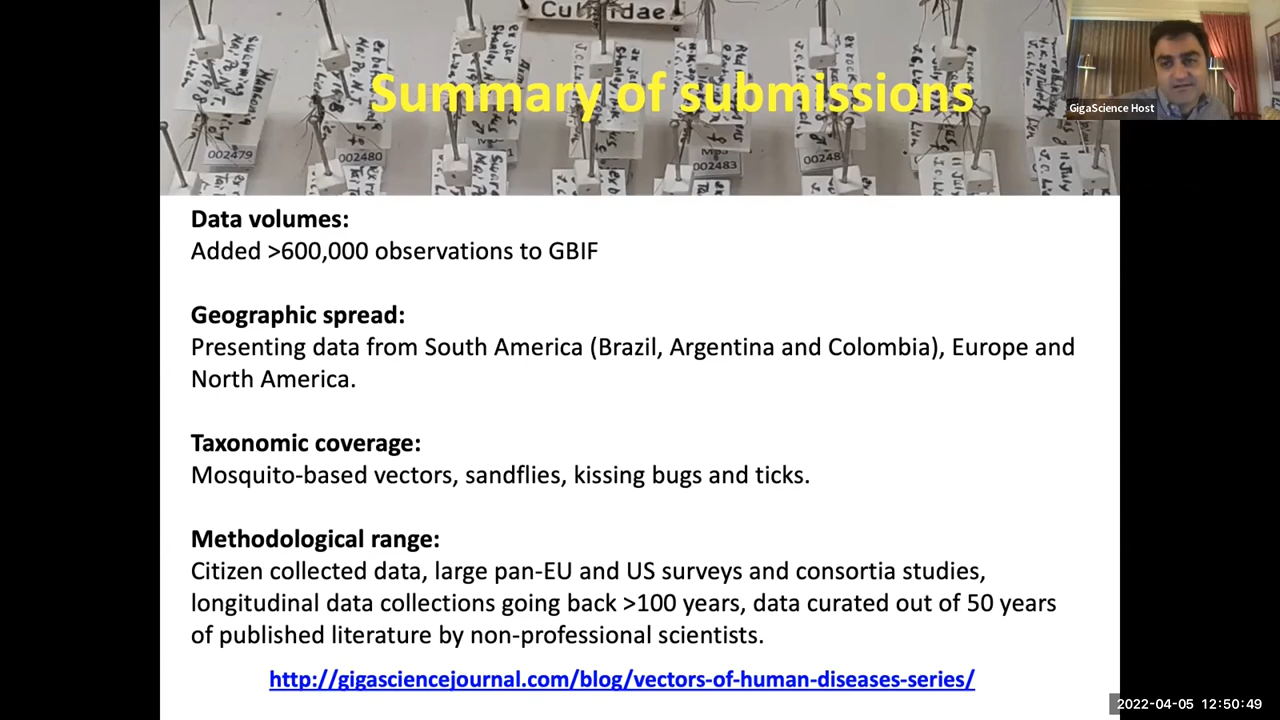 Culicidae
Summary of submissions
GigaScience Host
002479
002480
002483
Data volumes:
Added >600,000 observations to GBIF
Geographic spread:
Presenting data from South America (Brazil, Argentina and Colombia), Europe and
North America.
Taxonomic coverage:
Mosquito-based vectors, sandflies, kissing bugs and ticks.
Methodological range:
Citizen collected data, large pan-EU and US surveys and consortia studies,
longitudinal data collections going back >100 years, data curated out of 50 years
of published literature by non-professional scientists.
http://gigasciencejournal.com/blog/vectors-of-human-diseases-series/
2022-04-05 12:50:49